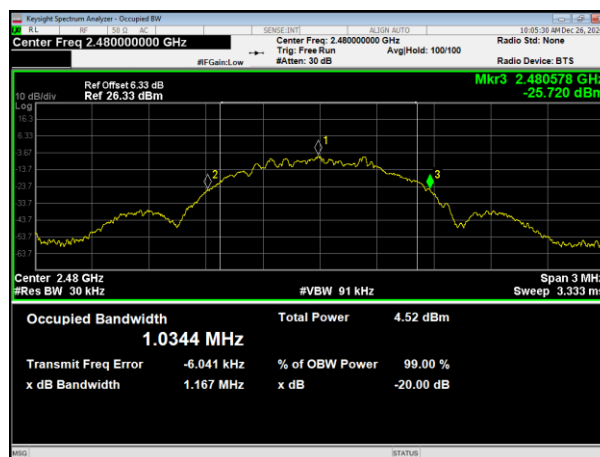 Keysight Spectrum Analyzer - Occupied BW
RL RF 50 Ω AC SENSE:INT ALIGN AUTO 10:05:30 AM Dec 26, 202
Center Freq 2.480000000 GHz Center Freq: 2.480000000 GHz Radio Std: None
Trig: Free Run Avg|Hold: 100/100
#IFGain:Low #Atten: 30 dB Radio Device: BTS
Mkr3 2.480578 GHz
-25.720 dBm
Ref Offset 6.33 dB
10 dB/div Ref 26.33 dBm
Log
16.3
6.33
-3.67
-13.7
-23.7
-33.7
-43.7
-53.7
-63.7
1
2
3
Center 2.48 GHz Span 3 MHz
#Res BW 30 kHz #VBW 91 kHz Sweep 3.333 ms
Occupied Bandwidth Total Power 4.52 dBm
1.0344 MHz
Transmit Freq Error -6.041 kHz % of OBW Power 99.00 %
x dB Bandwidth 1.167 MHz x dB -20.00 dB
MSG STATUS